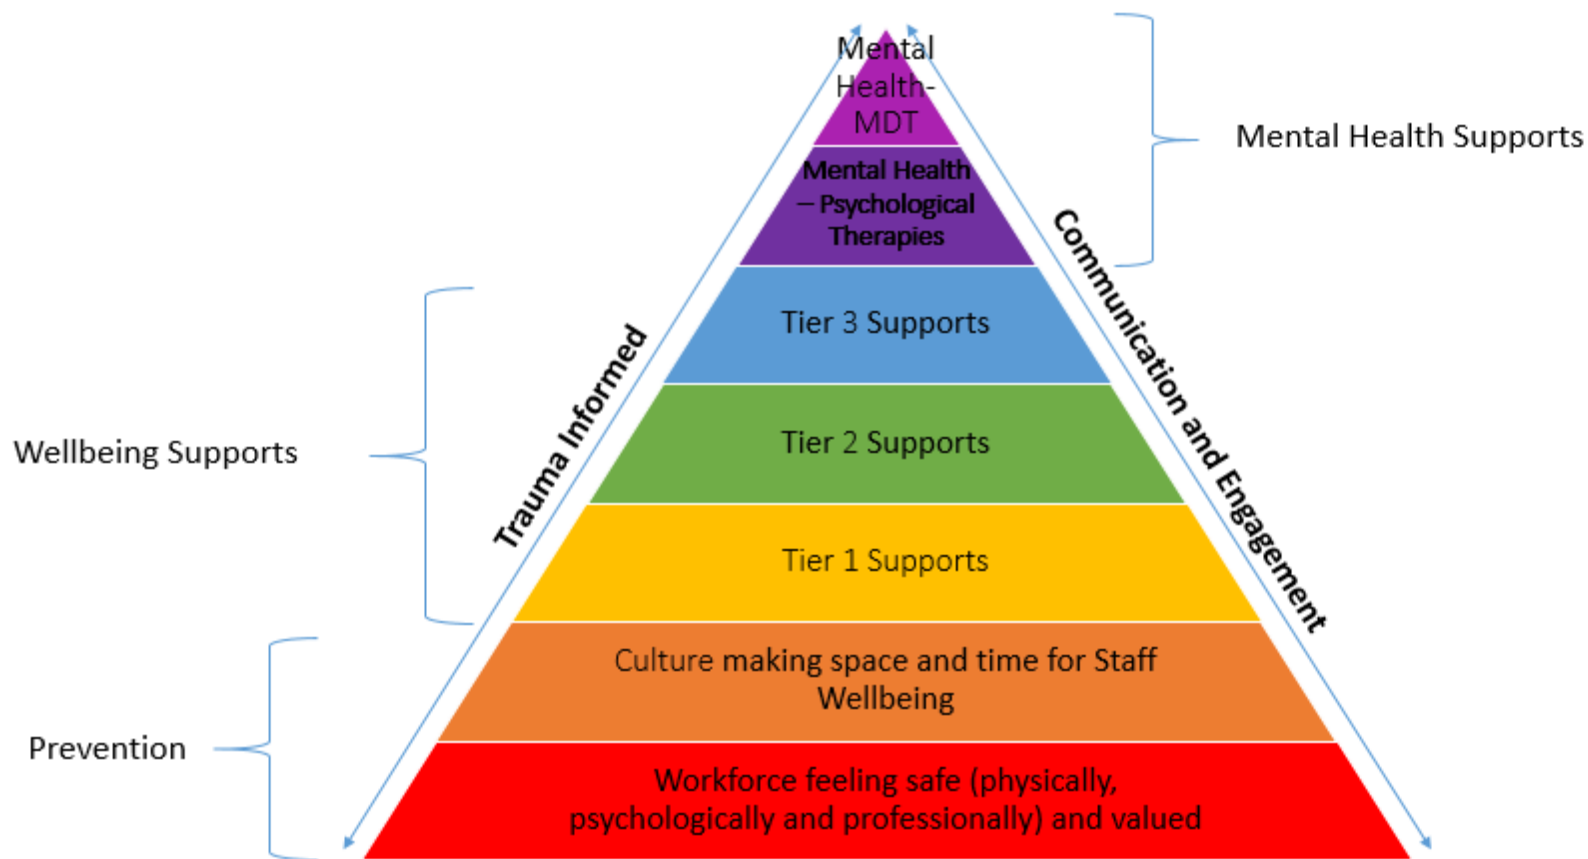 Mental
Health-
MDT
Mental Health Supports
Mental Health
– Psychological
Therapies
Communication and Engagement
Tier 3 Supports
Trauma Informed
Wellbeing Supports
Tier 2 Supports
Tier 1 Supports
Culture making space and time for Staff
Wellbeing
Prevention
Workforce feeling safe (physically,
psychologically and professionally) and valued